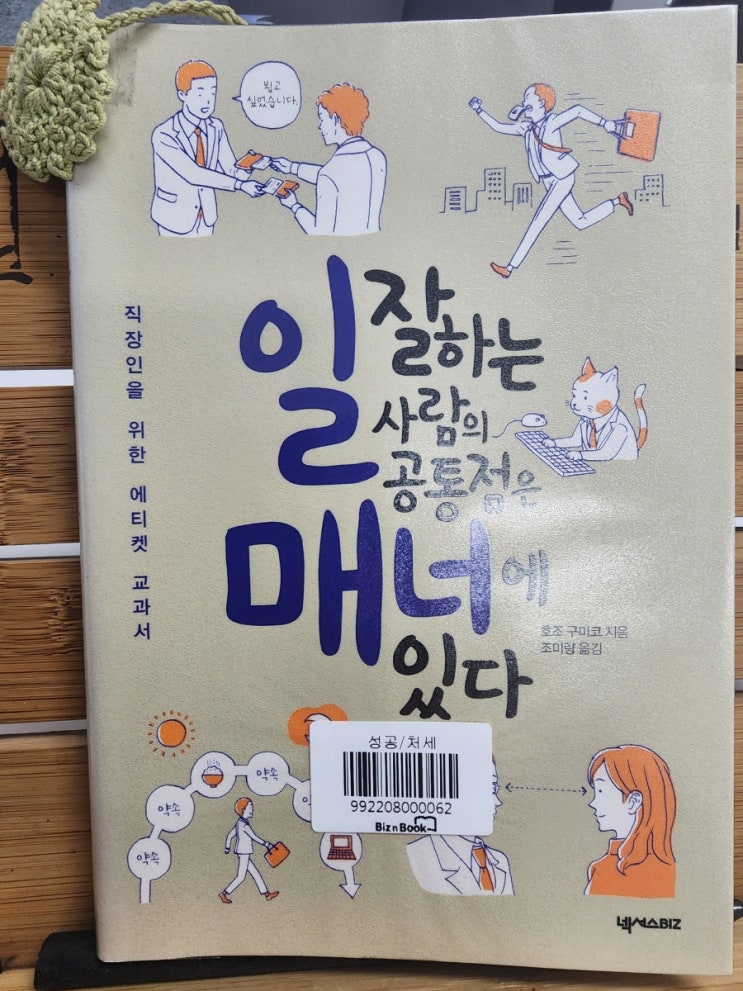 뵙고
싶었습니다.
직장인을 위한 에티켓 교과서
일 잘하는
사람의
공통점은
매너에
있다
호조 구미코 지음
조미량 옮김
약속
약속
약속
성공/처세
992208000062
Biz n Book
넥서스BIZ